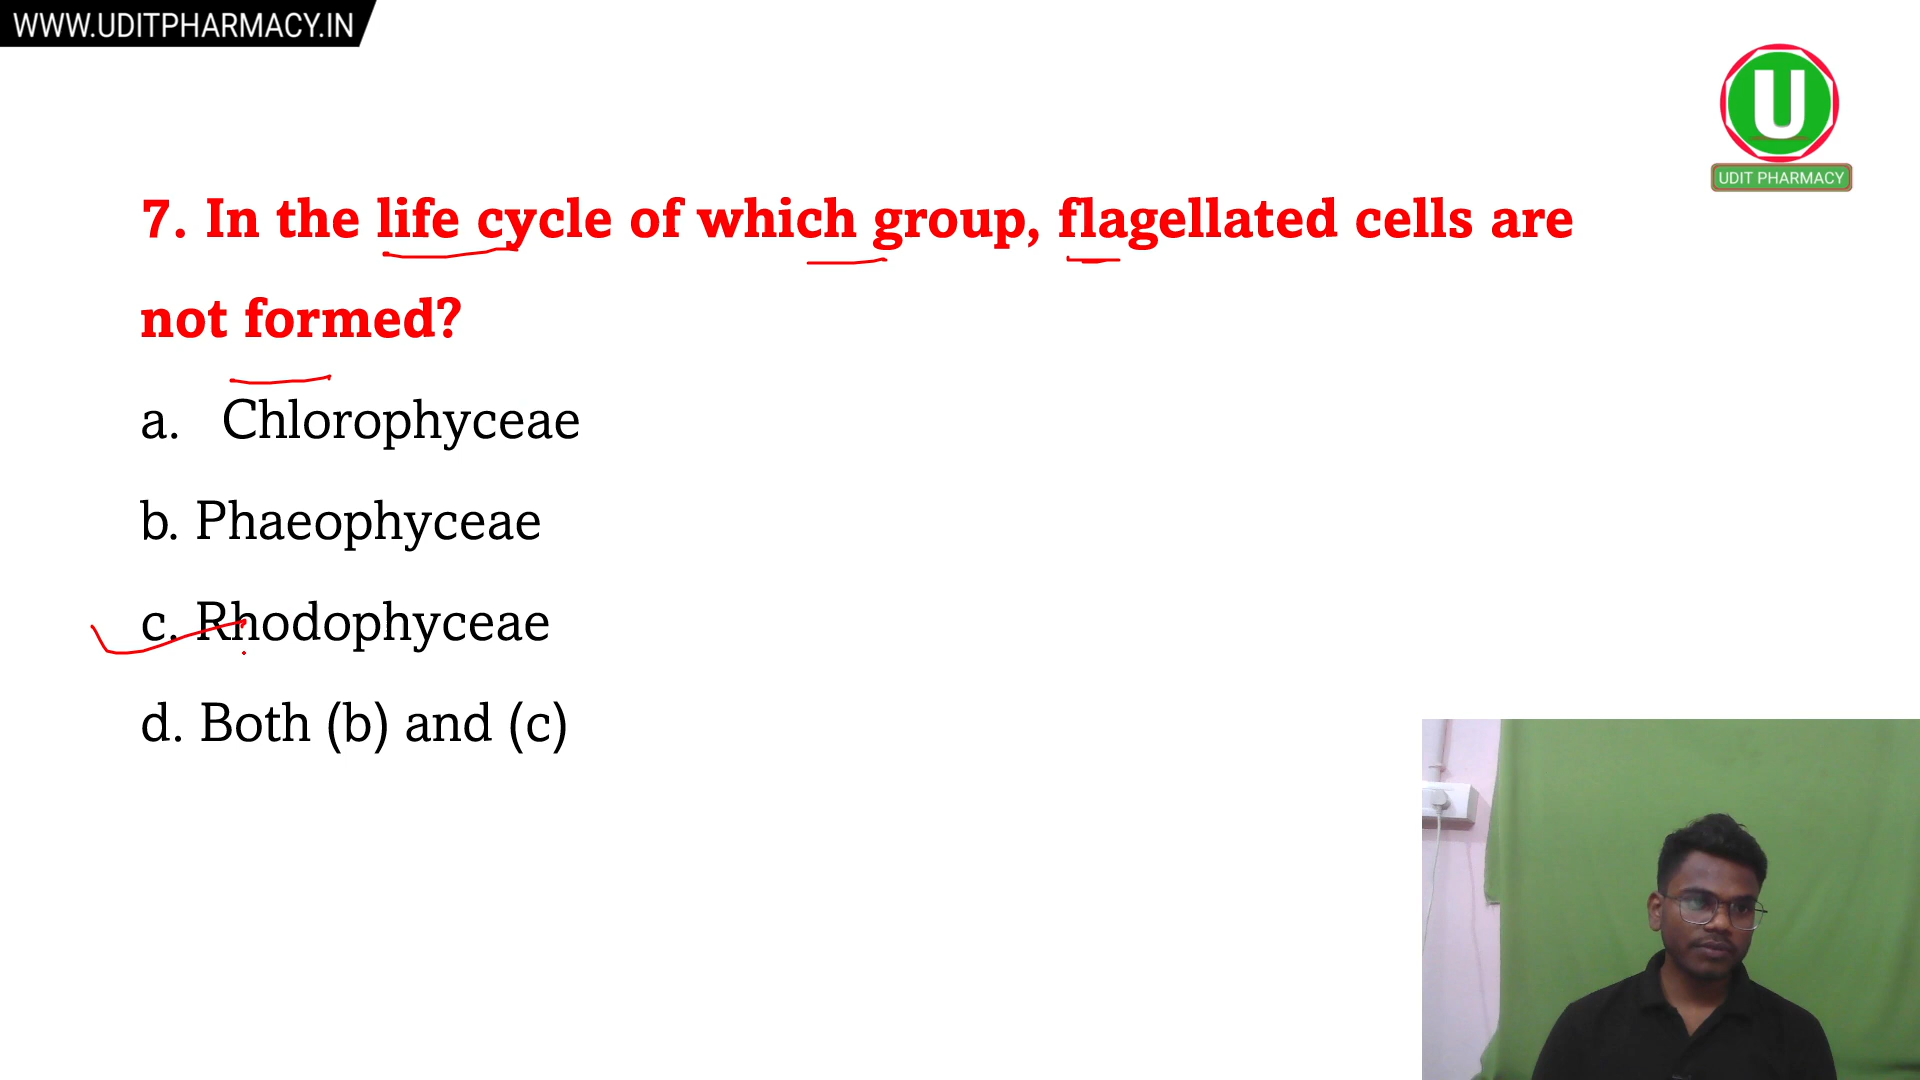 WWW.UDITPHARMACY.IN
U
UDIT PHARMACY
7. In the life cycle of which group, flagellated cells are
not formed?
a. Chlorophyceae
b. Phaeophyceae
c. Rhodophyceae
d. Both (b) and (c)